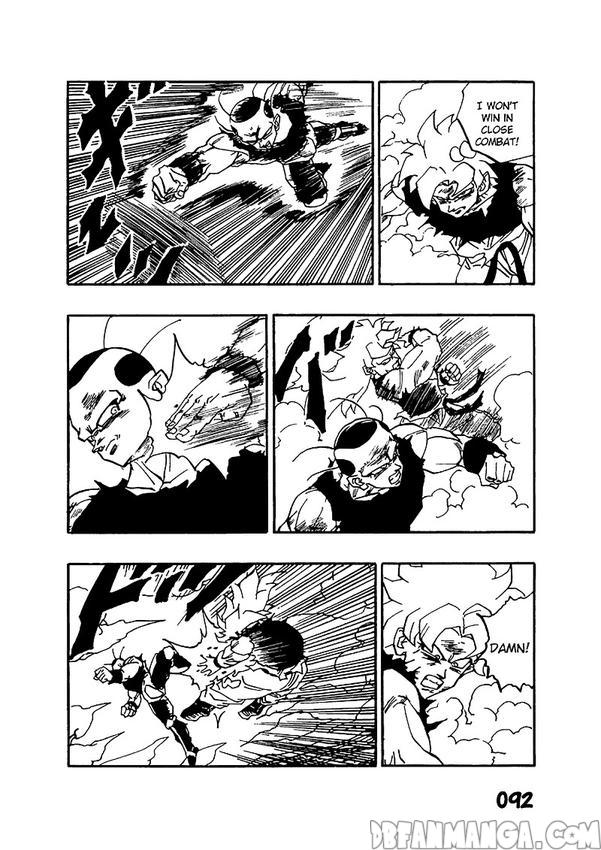 I WON'T
WIN IN
CLOSE
COMBAT!
DAMN!
092
DBFANMANGA.COM